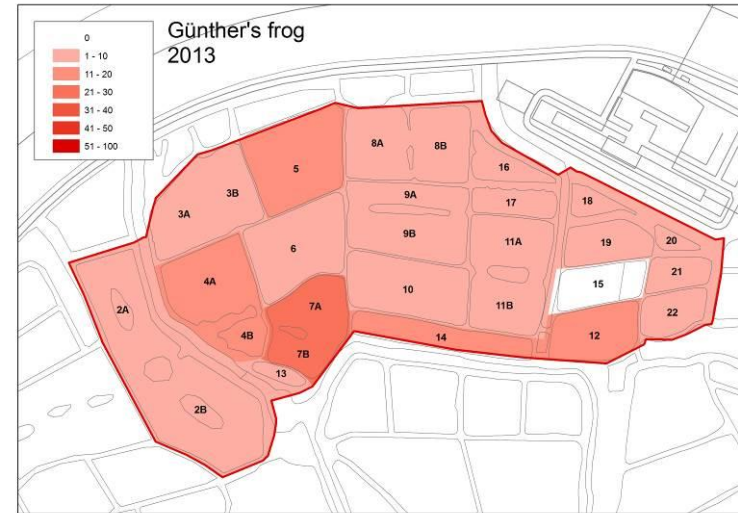 Günther's frog
2013
0
1 - 10
11 - 20
21 - 30
31 - 40
41 - 50
51 - 100
8A
8B
5
16
3B
9A
17
18
3A
9B
11A
19
20
6
21
4A
15
10
2A
7A
11B
22
4B
14
12
7B
13
2B